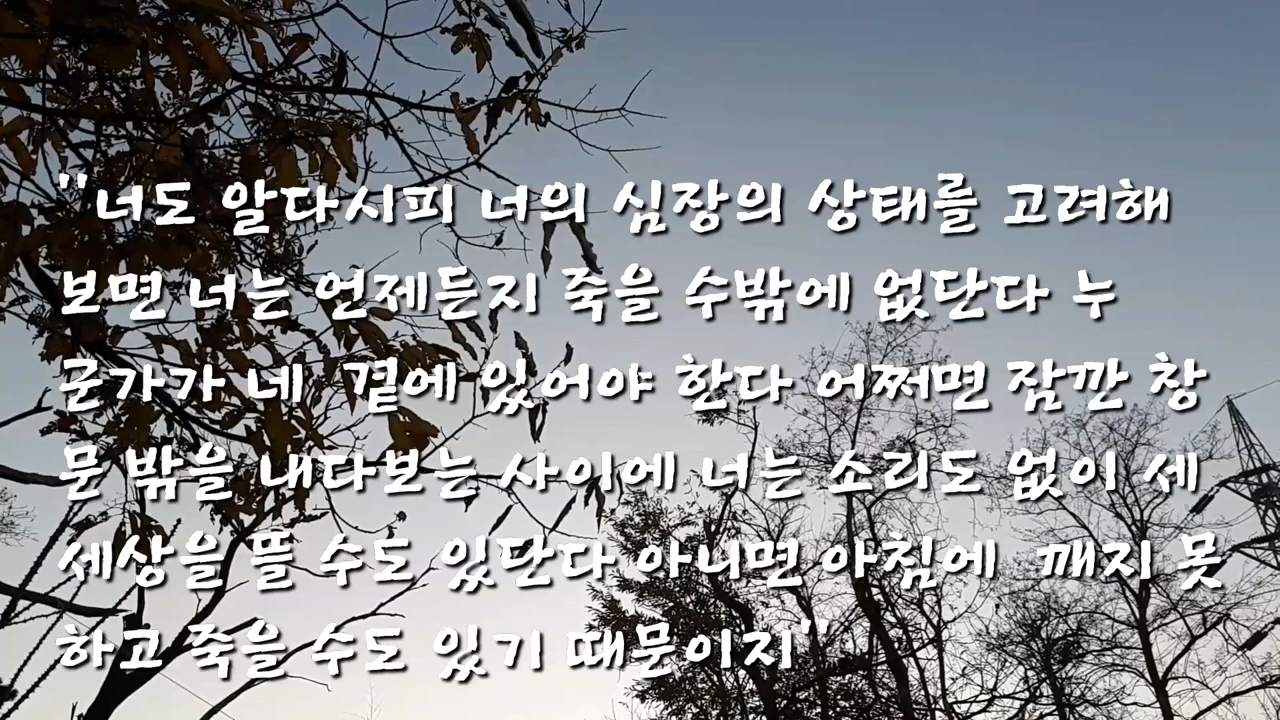 "너도 알다시피 너의 심장의 상태를 고려해
보면 너는 언제든지 죽을 수밖에 없단다 누
군가가 네 곁에 있어야 한다 어쩌면 잠깐 창
문 밖을 내다보는 사이에 너는 소리도 없이 세
세상을 뜰 수도 있단다 아니면 아침에 깨지 못
하고 죽을 수도 있기 때문이지"